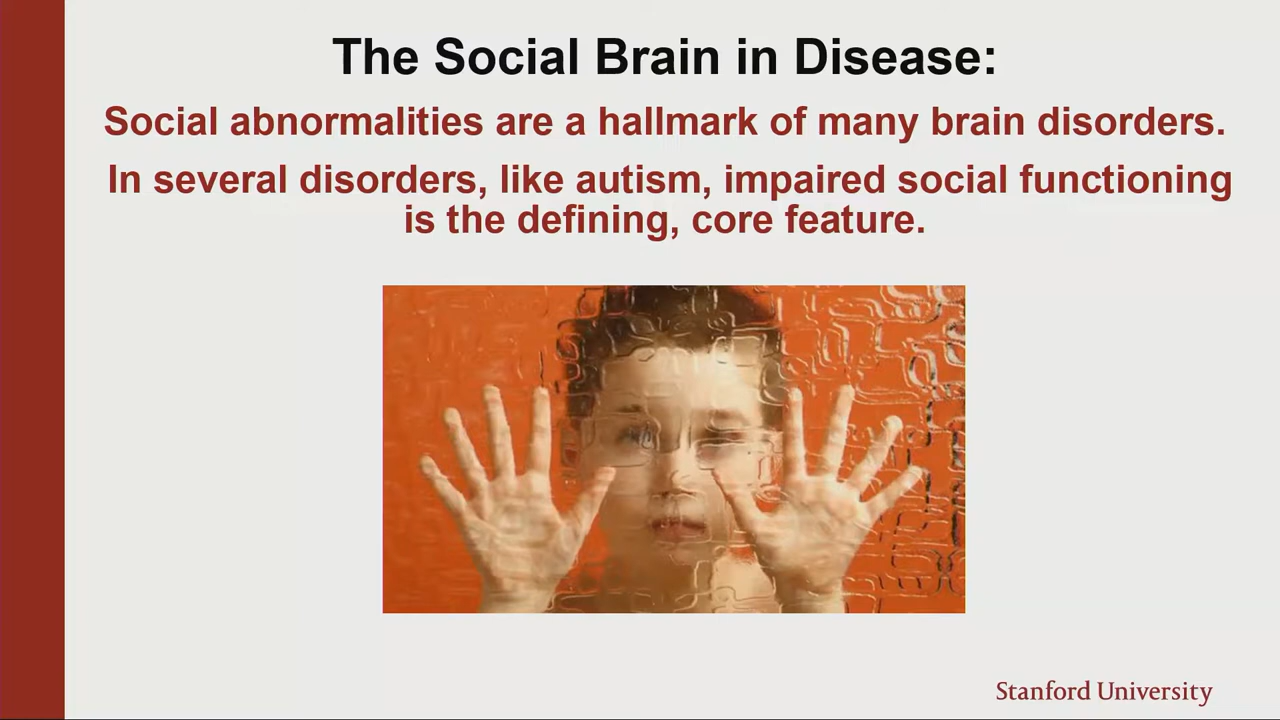 The Social Brain in Disease:
Social abnormalities are a hallmark of many brain disorders.
In several disorders, like autism, impaired social functioning
is the defining, core feature.
Stanford University